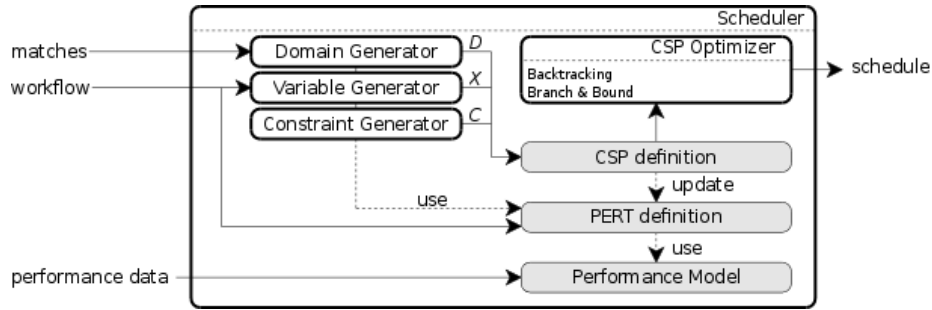 Scheduler
matches
Domain Generator
D
CSP Optimizer
Backtracking
Branch & Bound
schedule
workflow
Variable Generator
X
Constraint Generator
C
CSP definition
update
use
PERT definition
use
performance data
Performance Model